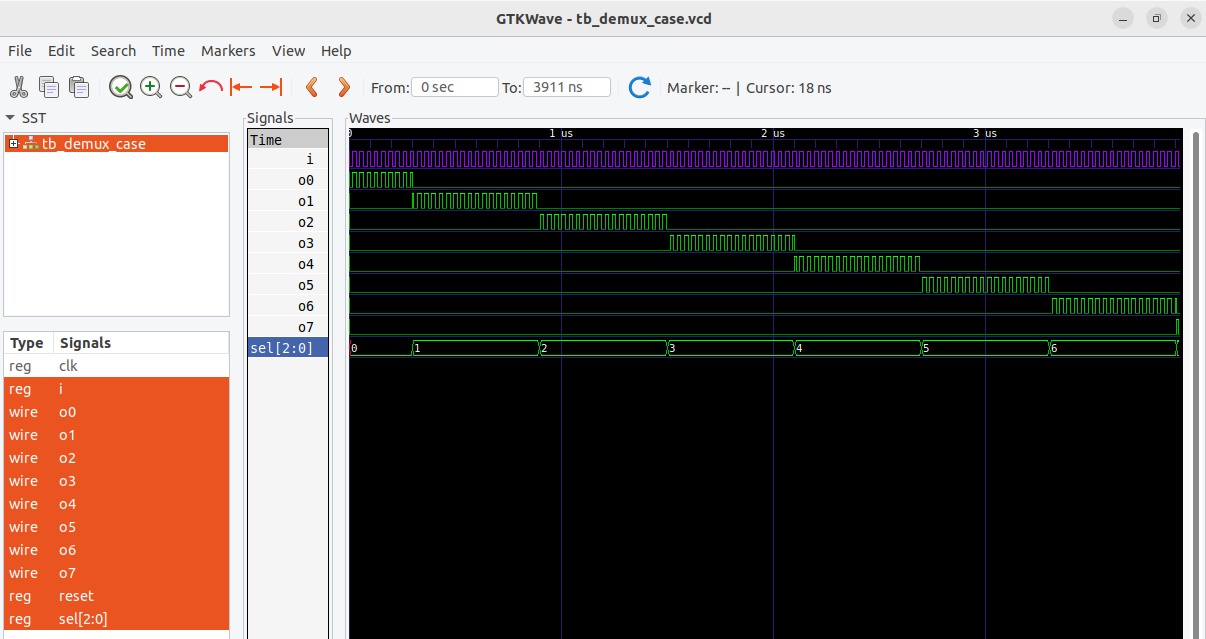 GTKWave - tb_demux_case.vcd
File Edit Search Time Markers View Help
From: 0 sec To: 3911 ns Marker: -- | Cursor: 18 ns
SST
tb_demux_case
Type Signals
reg clk
reg i
wire o0
wire o1
wire o2
wire o3
wire o4
wire o5
wire o6
wire o7
reg reset
reg sel[2:0]
Signals
Time
i
o0
o1
o2
o3
o4
o5
o6
o7
sel[2:0]
Waves
0 1 us 2 us 3 us
0 1 2 3 4 5 6